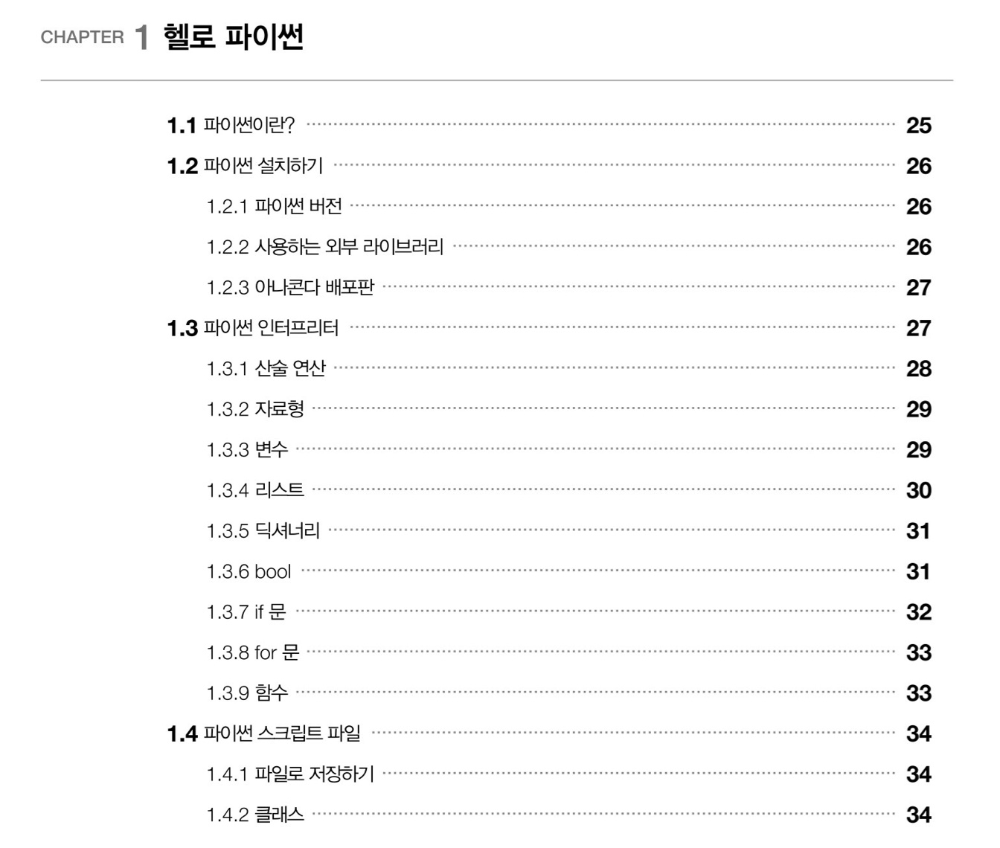 CHAPTER 1 헬로 파이썬
1.1 파이썬이란? 25
1.2 파이썬 설치하기 26
1.2.1 파이썬 버전 26
1.2.2 사용하는 외부 라이브러리 26
1.2.3 아나콘다 배포판 27
1.3 파이썬 인터프리터 27
1.3.1 산술 연산 28
1.3.2 자료형 29
1.3.3 변수 29
1.3.4 리스트 30
1.3.5 딕셔너리 31
1.3.6 bool 31
1.3.7 if 문 32
1.3.8 for 문 33
1.3.9 함수 33
1.4 파이썬 스크립트 파일 34
1.4.1 파일로 저장하기 34
1.4.2 클래스 34